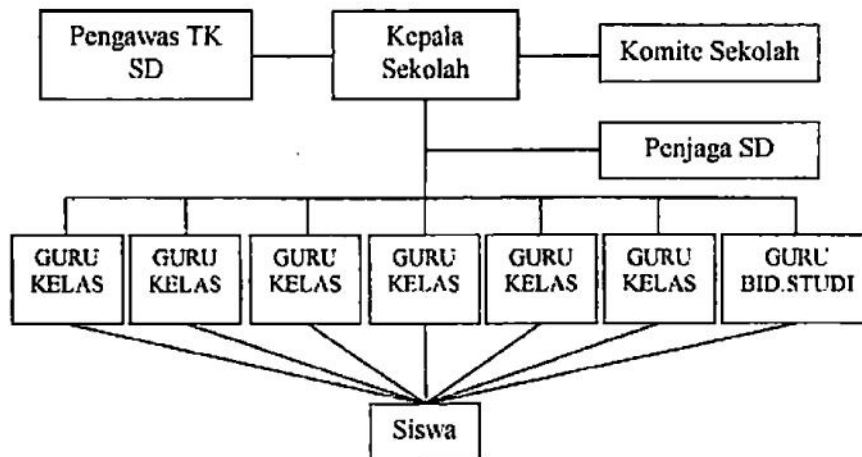 Pengawas TK
SD
Kepala
Sekolah
Komite Sekolah
Penjaga SD
GURU
KELAS
GURU
KELAS
GURU
KELAS
GURU
KELAS
GURU
KELAS
GURU
KELAS
GURU
BID.STUDI
Siswa